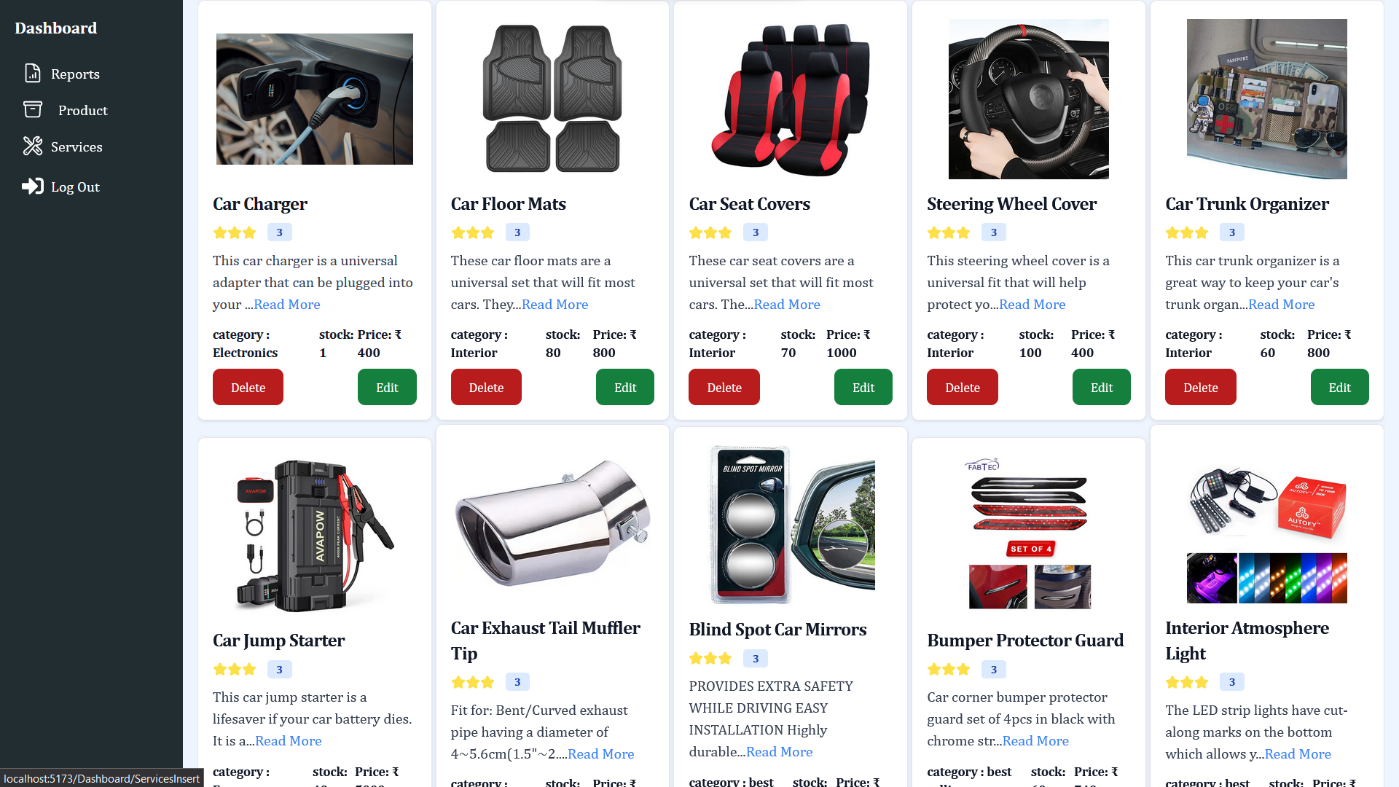 Dashboard
Reports
Product
Services
Log Out
Car Charger
3
This car charger is a universal
adapter that can be plugged into
your ...Read More
category : stock: Price: ₹
Electronics 1 400
Delete Edit
Car Floor Mats
3
These car floor mats are a
universal set that will fit most
cars. They...Read More
category : stock: Price: ₹
Interior 80 800
Delete Edit
Car Seat Covers
3
These car seat covers are a
universal set that will fit most
cars. The...Read More
category : stock: Price: ₹
Interior 70 1000
Delete Edit
Steering Wheel Cover
3
This steering wheel cover is a
universal fit that will help
protect yo...Read More
category : stock: Price: ₹
Interior 100 400
Delete Edit
PASSPORT
Car Trunk Organizer
3
This car trunk organizer is a
great way to keep your car's
trunk organ...Read More
category : stock: Price: ₹
Interior 60 800
Delete Edit
AVAPOW
AVAPOW
Car Jump Starter
3
This car jump starter is a
lifesaver if your car battery dies.
It is a...Read More
category : stock: Price: ₹
Car Exhaust Tail Muffler
Tip
3
Fit for: Bent/Curved exhaust
pipe having a diameter of
4~5.6cm(1.5"~2....Read More
category : best stock: Price: ₹
BLIND SPOT MIRROR
Blind Spot Car Mirrors
3
PROVIDES EXTRA SAFETY
WHILE DRIVING EASY
INSTALLATION Highly
durable...Read More
category : best stock: Price: ₹
FABTEC
SET OF 4
Bumper Protector Guard
3
Car corner bumper protector
guard set of 4pcs in black with
chrome str...Read More
category : best stock: Price: ₹
AUTOFY
AUTOFY
Interior Atmosphere
Light
3
The LED strip lights have cut-
along marks on the bottom
which allows y...Read More
category : best stock: Price: ₹
localhost:5173/Dashboard/ServicesInsert